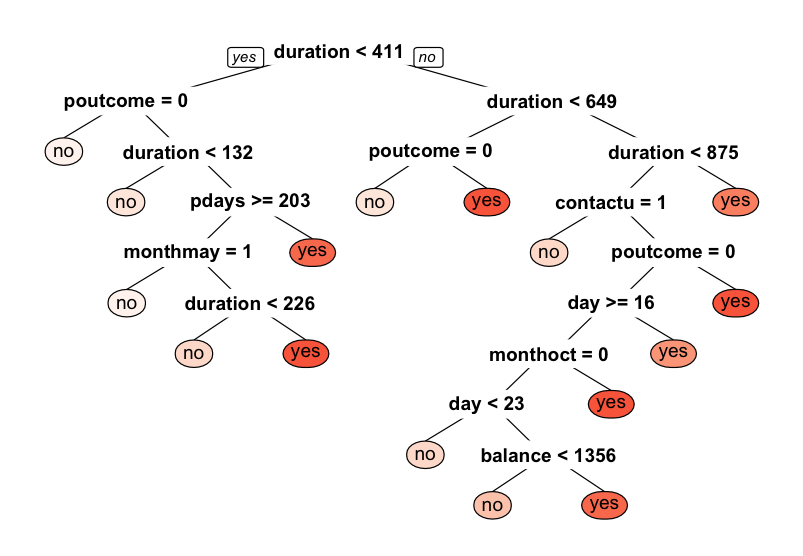 yes duration < 411 no
poutcome = 0 duration < 649
no duration < 132 poutcome = 0 duration < 875
no pdays >= 203 no yes contactu = 1 yes
monthmay = 1 yes no poutcome = 0
no duration < 226 day >= 16 yes
no yes monthoct = 0 yes
day < 23 yes
no balance < 1356
no yes